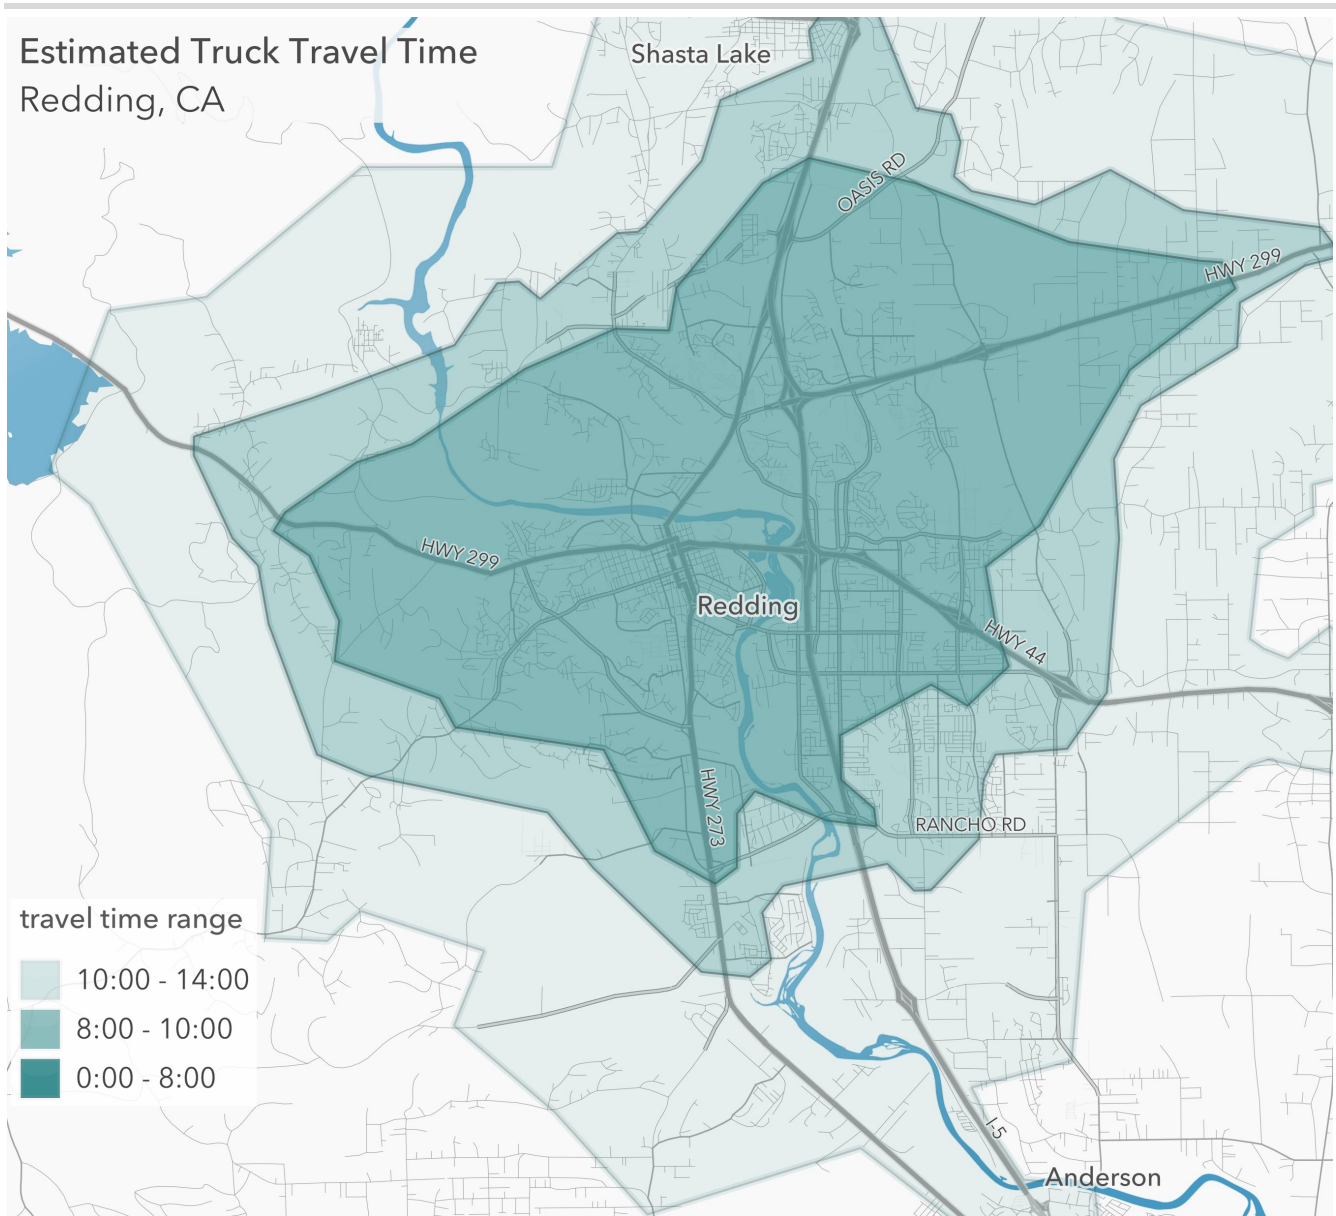 Estimated Truck Travel Time
Redding, CA
Shasta Lake
OASIS RD
HWY 299
HWY 299
Redding
HWY 44
HWY 273
RANCHO RD
travel time range
10:00 - 14:00
8:00 - 10:00
0:00 - 8:00
I-5
Anderson